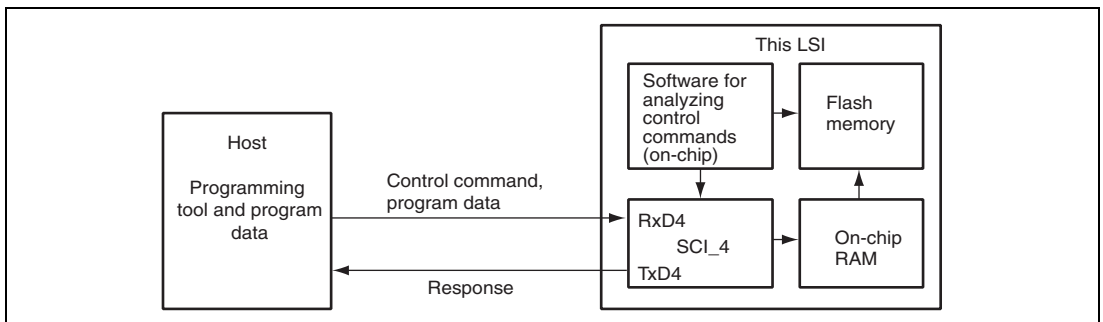 This LSI
Software for
analyzing
control
commands
(on-chip)
Flash
memory
Host
Programming
tool and program
data
Control command,
program data
RxD4
SCI_4
TxD4
On-chip
RAM
Response